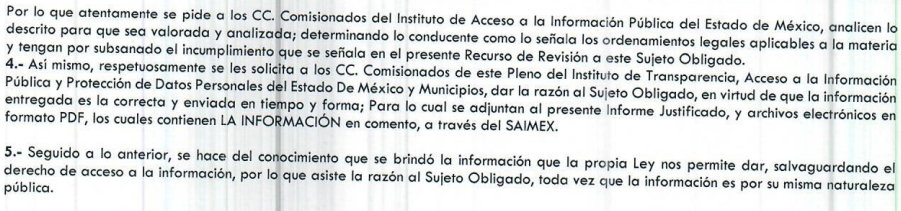 Por lo que atentamente se pide a los CC. Comisionados del Instituto de Acceso a la Información Pública del Estado de México, analicen lo
descrito para que sea valorada y analizada; determinando lo conducente como lo señala los ordenamientos legales aplicables a la materia
y tengan por subsanado el incumplimiento que se señala en el presente Recurso de Revisión a este Sujeto Obligado.
4.- Así mismo, respetuosamente se les solicita a los CC. Comisionados de este Pleno del Instituto de Transparencia, Acceso a la Información
Pública y Protección de Datos Personales del Estado De México y Municipios, dar la razón al Sujeto Obligado, en virtud de que la información
entregada es la correcta y enviada en tiempo y forma; Para lo cual se adjuntan al presente Informe Justificado, y archivos electrónicos en
formato PDF, los cuales contienen LA INFORMACIÓN en comento, a través del SAIMEX.
5.- Seguido a lo anterior, se hace del conocimiento que se brindó la información que la propia Ley nos permite dar, salvaguardando el
derecho de acceso a la información, por lo que asiste la razón al Sujeto Obligado, toda vez que la información es por su misma naturaleza
pública.